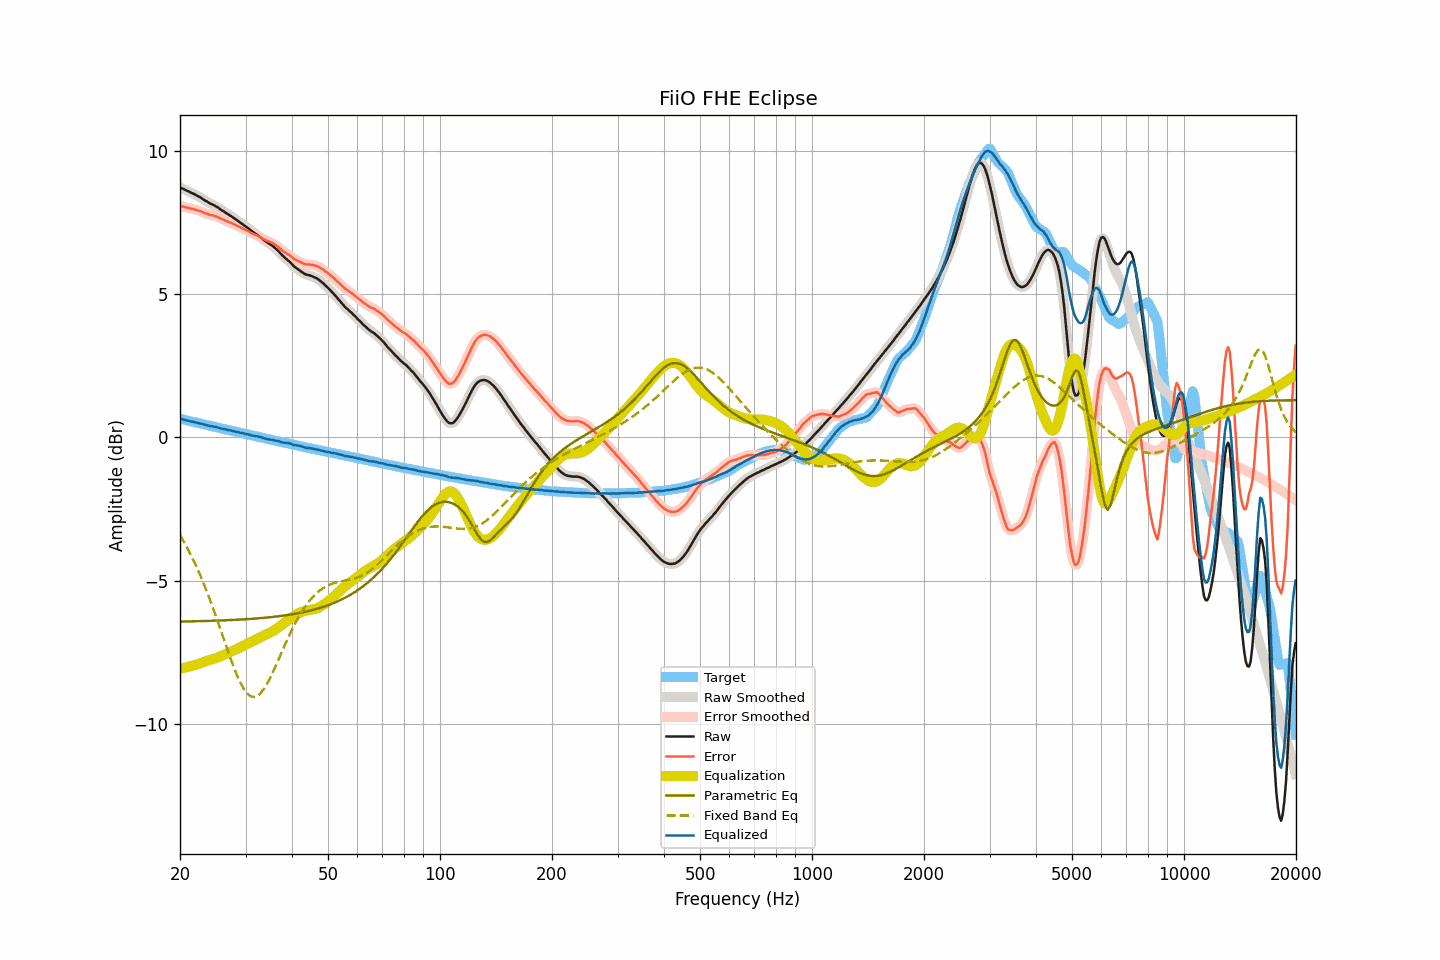 FiiO FHE Eclipse
10
5
0
−5
−10
Amplitude (dBr)
Target
Raw Smoothed
Error Smoothed
Raw
Error
Equalization
Parametric Eq
Fixed Band Eq
Equalized
20 50 100 200 500 1000 2000 5000 10000 20000
Frequency (Hz)